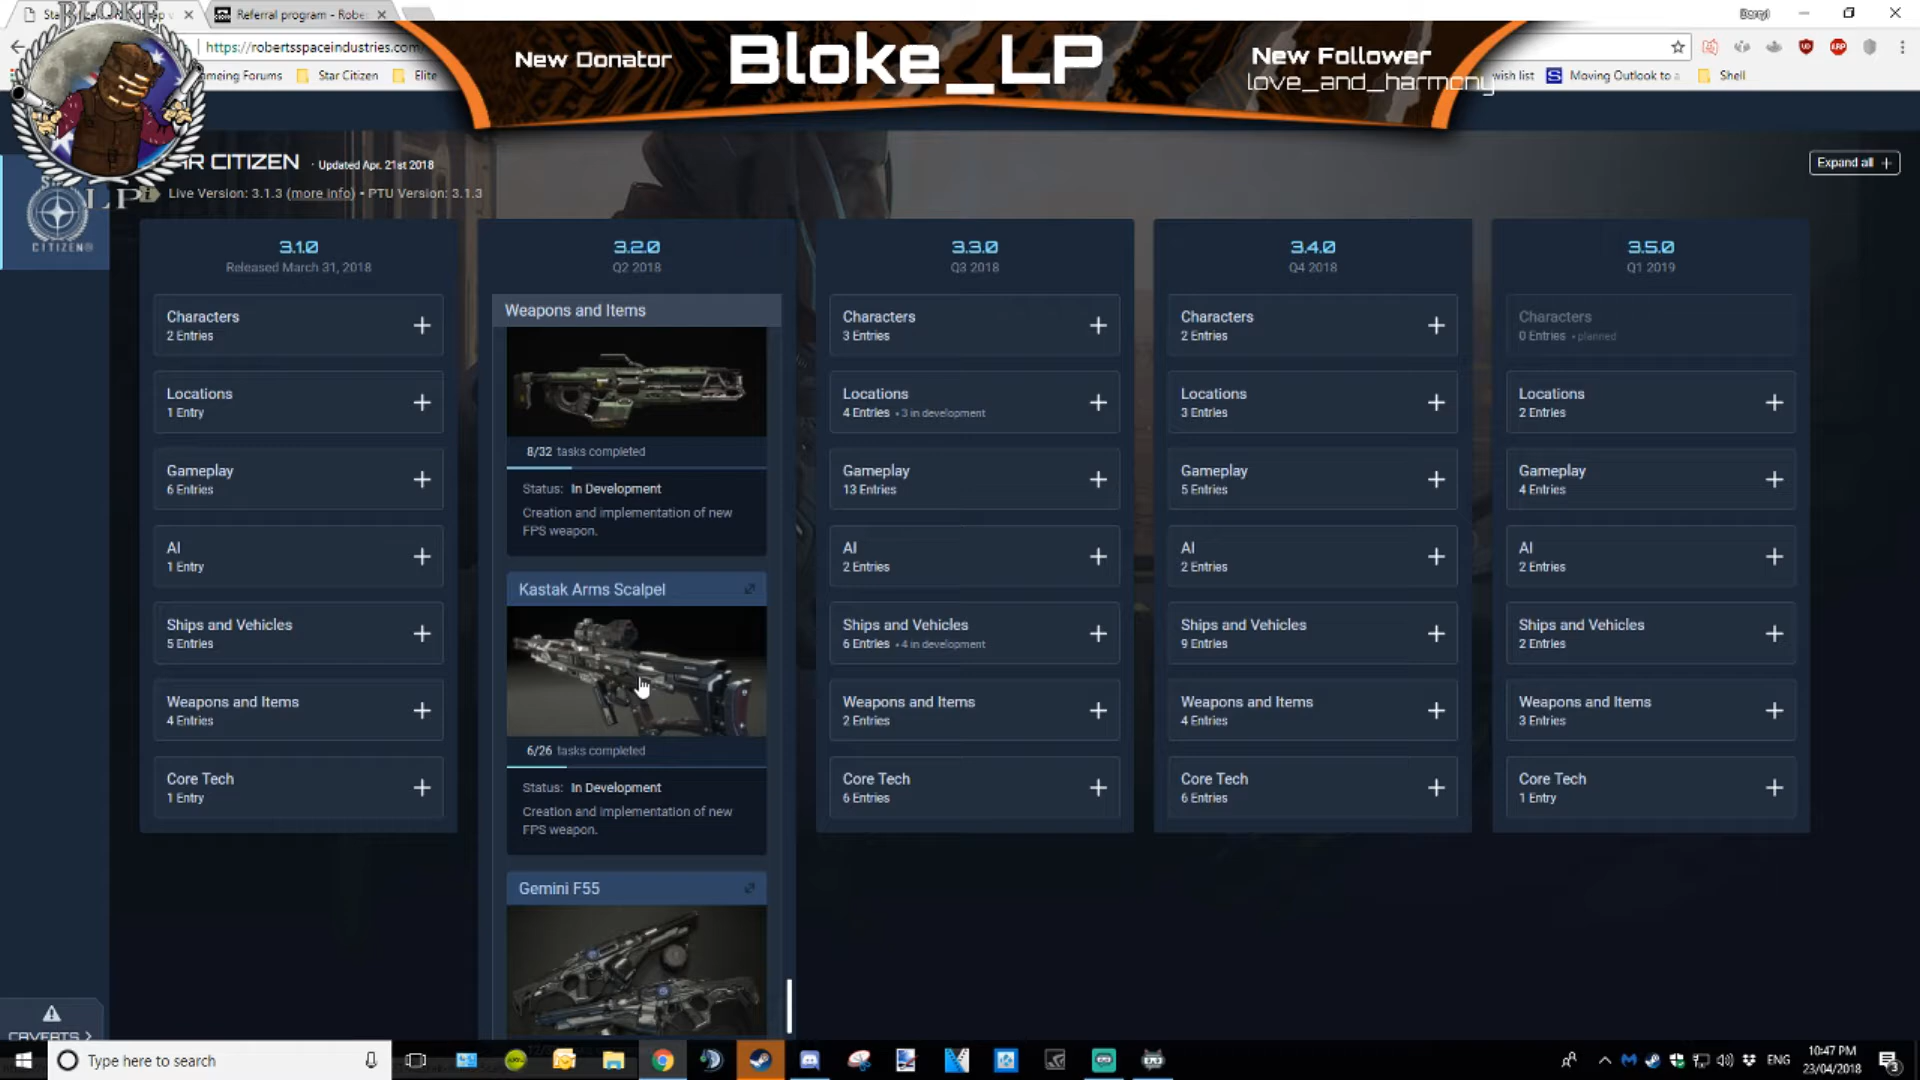 BLOKE
Referral program - Robe
Bloke_LP
New Donator
New Follower
love_and_harmony
https://robertsspaceindustries.com
Star Citizen
Elite
wish list
Moving Outlook to a
Shell
LP
CITIZEN
Updated Apr. 21st 2018
Live Version: 3.1.3 (more info) • PTU Version: 3.1.3
Expand all +
3.1.0
Released March 31, 2018
Characters
2 Entries
Locations
1 Entry
Gameplay
6 Entries
AI
1 Entry
Ships and Vehicles
5 Entries
Weapons and Items
4 Entries
Core Tech
1 Entry
3.2.0
Q2 2018
Weapons and Items
8/32 tasks completed
Status: In Development
Creation and implementation of new
FPS weapon.
Kastak Arms Scalpel
6/26 tasks completed
Status: In Development
Creation and implementation of new
FPS weapon.
Gemini F55
3.3.0
Q3 2018
Characters
3 Entries
Locations
4 Entries • 3 in development
Gameplay
13 Entries
AI
2 Entries
Ships and Vehicles
6 Entries • 4 in development
Weapons and Items
2 Entries
Core Tech
6 Entries
3.4.0
Q4 2018
Characters
2 Entries
Locations
3 Entries
Gameplay
5 Entries
AI
2 Entries
Ships and Vehicles
9 Entries
Weapons and Items
4 Entries
Core Tech
6 Entries
3.5.0
Q1 2019
Characters
0 Entries • planned
Locations
2 Entries
Gameplay
4 Entries
AI
2 Entries
Ships and Vehicles
2 Entries
Weapons and Items
3 Entries
Core Tech
1 Entry
CITIZEN
Type here to search
ENG
10:47 PM
23/04/2018